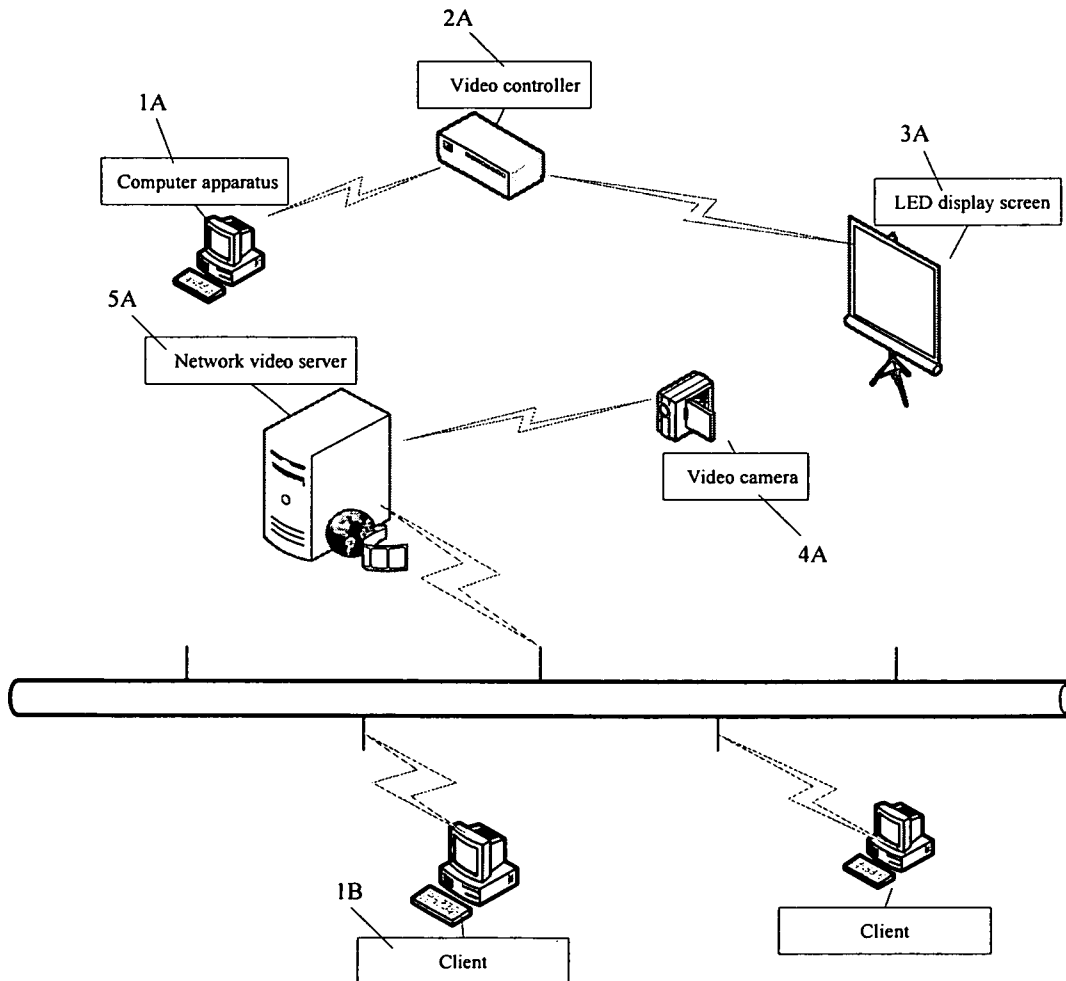 2A
Video controller
1A
Computer apparatus
3A
LED display screen
5A
Network video server
Video camera
4A
1B
Client
Client